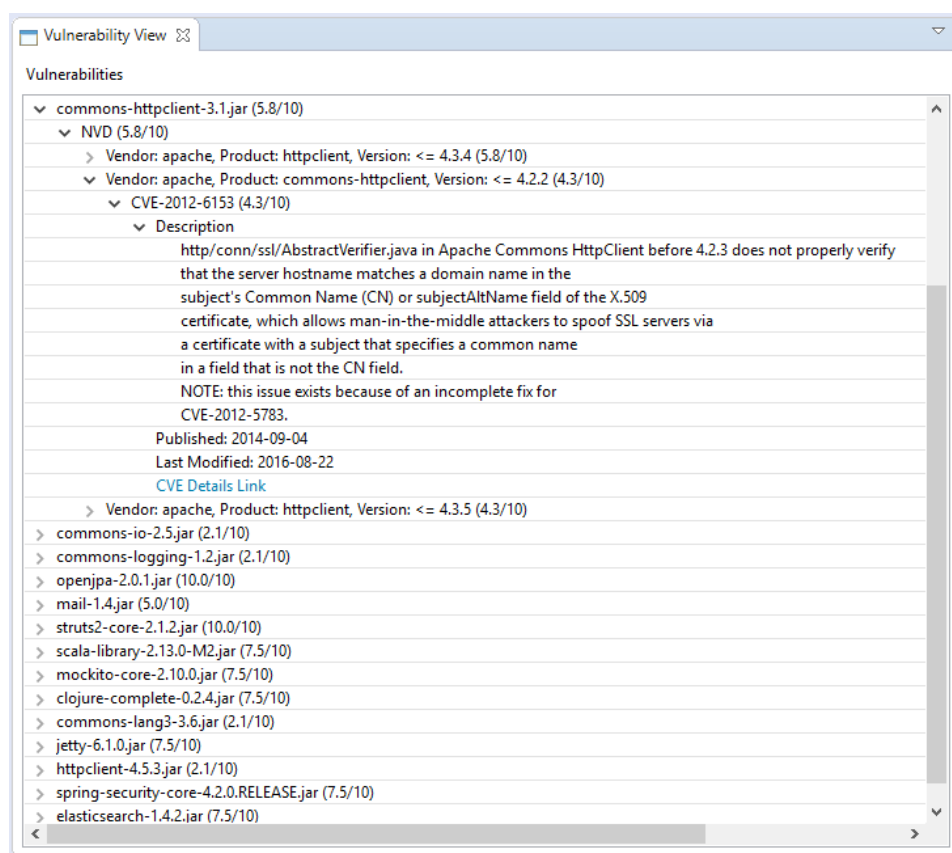 Vulnerability View
Vulnerabilities
commons-httpclient-3.1.jar (5.8/10)
NVD (5.8/10)
Vendor: apache, Product: httpclient, Version: <= 4.3.4 (5.8/10)
Vendor: apache, Product: commons-httpclient, Version: <= 4.2.2 (4.3/10)
CVE-2012-6153 (4.3/10)
Description
http/conn/ssl/AbstractVerifier.java in Apache Commons HttpClient before 4.2.3 does not properly verify
that the server hostname matches a domain name in the
subject's Common Name (CN) or subjectAltName field of the X.509
certificate, which allows man-in-the-middle attackers to spoof SSL servers via
a certificate with a subject that specifies a common name
in a field that is not the CN field.
NOTE: this issue exists because of an incomplete fix for
CVE-2012-5783.
Published: 2014-09-04
Last Modified: 2016-08-22
CVE Details Link
Vendor: apache, Product: httpclient, Version: <= 4.3.5 (4.3/10)
commons-io-2.5.jar (2.1/10)
commons-logging-1.2.jar (2.1/10)
openjpa-2.0.1.jar (10.0/10)
mail-1.4.jar (5.0/10)
struts2-core-2.1.2.jar (10.0/10)
scala-library-2.13.0-M2.jar (7.5/10)
mockito-core-2.10.0.jar (7.5/10)
clojure-complete-0.2.4.jar (7.5/10)
commons-lang3-3.6.jar (2.1/10)
jetty-6.1.0.jar (7.5/10)
httpclient-4.5.3.jar (2.1/10)
spring-security-core-4.2.0.RELEASE.jar (7.5/10)
elasticsearch-1.4.2.jar (7.5/10)